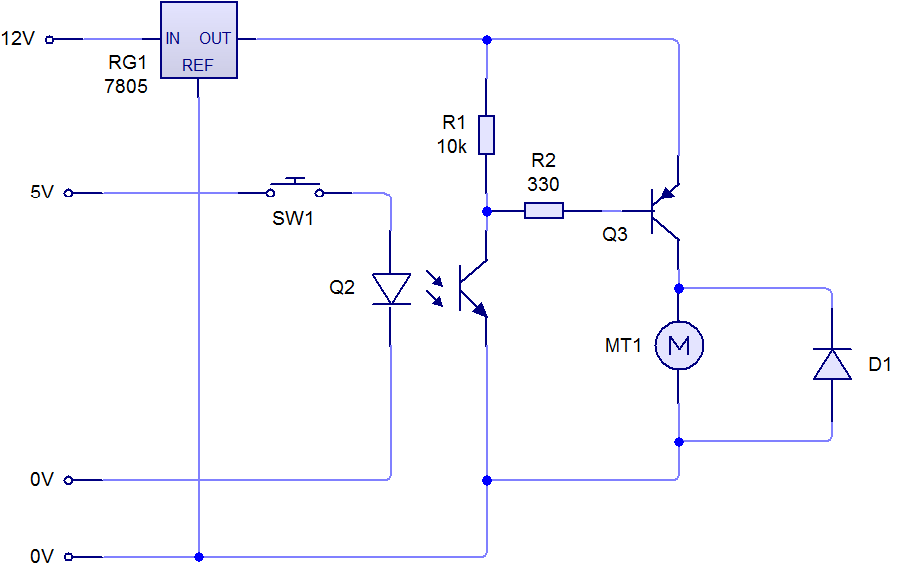 12V
IN OUT
REF
RG1
7805
R1
10k
R2
330
5V
SW1
Q3
Q2
MT1
M
D1
0V
0V